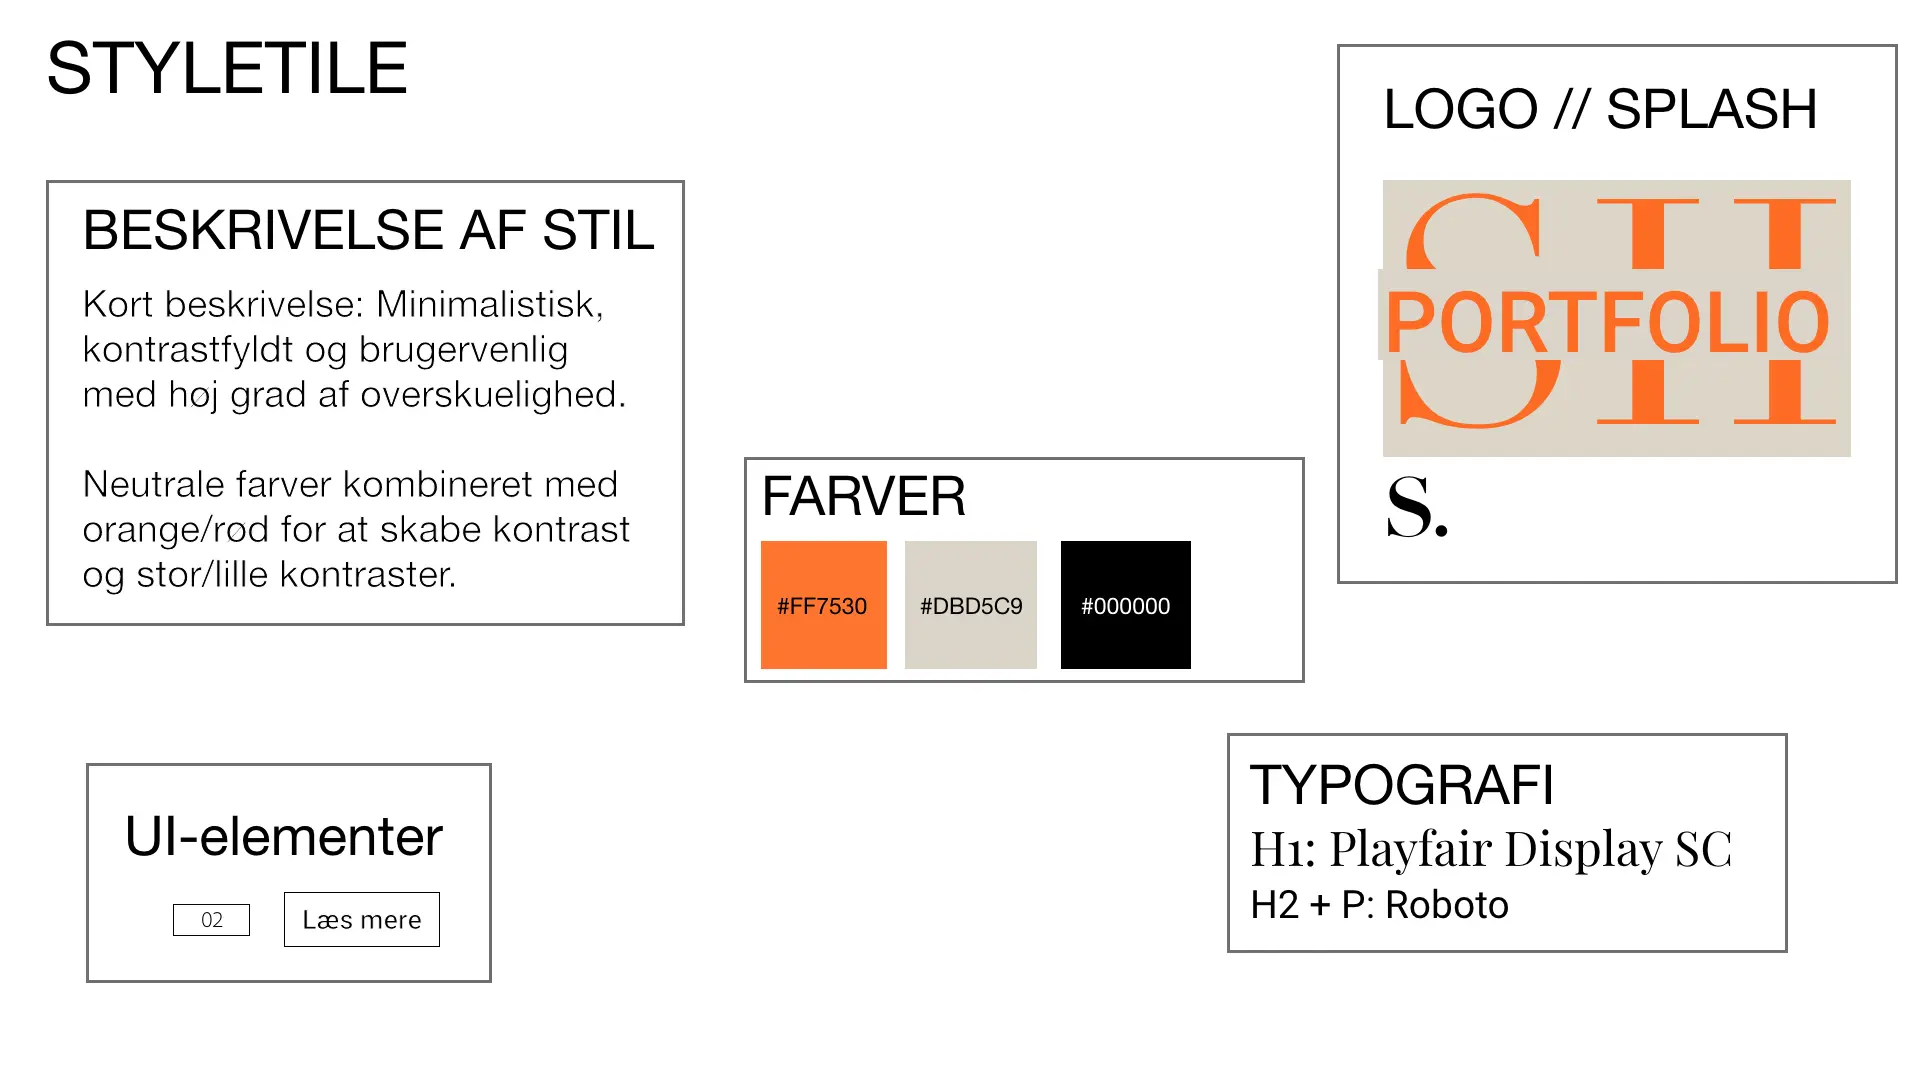 STYLETILE
BESKRIVELSE AF STIL
Kort beskrivelse: Minimalistisk,
kontrastfyldt og brugervenlig
med høj grad af overskuelighed.
Neutrale farver kombineret med
orange/rød for at skabe kontrast
og stor/lille kontraster.
LOGO // SPLASH
SH
PORTFOLIO
S.
FARVER
#FF7530
#DBD5C9
#000000
UI-elementer
02
Læs mere
TYPOGRAFI
H1: Playfair Display SC
H2 + P: Roboto